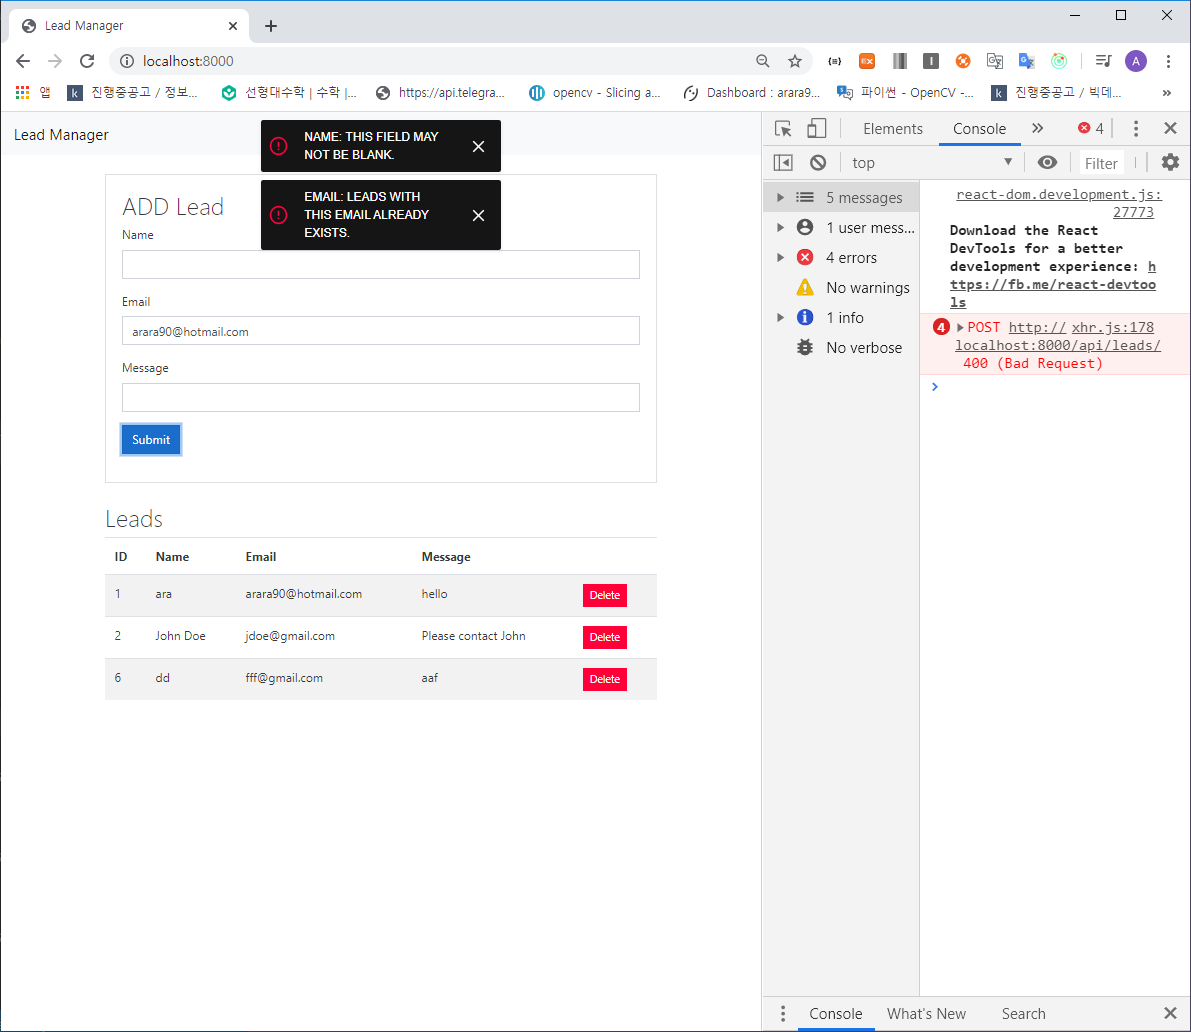 Lead Manager
localhost:8000
A
앱
진행중공고 / 정보...
선형대수학 | 수학 |...
https://api.telegra...
opencv - Slicing a...
Dashboard : arara9...
파이썬 - OpenCV -...
진행중공고 / 빅데...
»
Lead Manager
NAME: THIS FIELD MAY
NOT BE BLANK.
EMAIL: LEADS WITH
THIS EMAIL ALREADY
EXISTS.
ADD Lead
Name
Email
arara90@hotmail.com
Message
Submit
Leads
ID Name Email Message
1 ara arara90@hotmail.com hello Delete
2 John Doe jdoe@gmail.com Please contact John Delete
6 dd fff@gmail.com aaf Delete
Elements Console » 4
top Filter
5 messages
1 user mess...
4 errors
No warnings
1 info
No verbose
react-dom.development.js:
27773
Download the React
DevTools for a better
development experience: h
ttps://fb.me/react-devtoo
ls
4 POST http:// xhr.js:178
localhost:8000/api/leads/
400 (Bad Request)
Console What's New Search